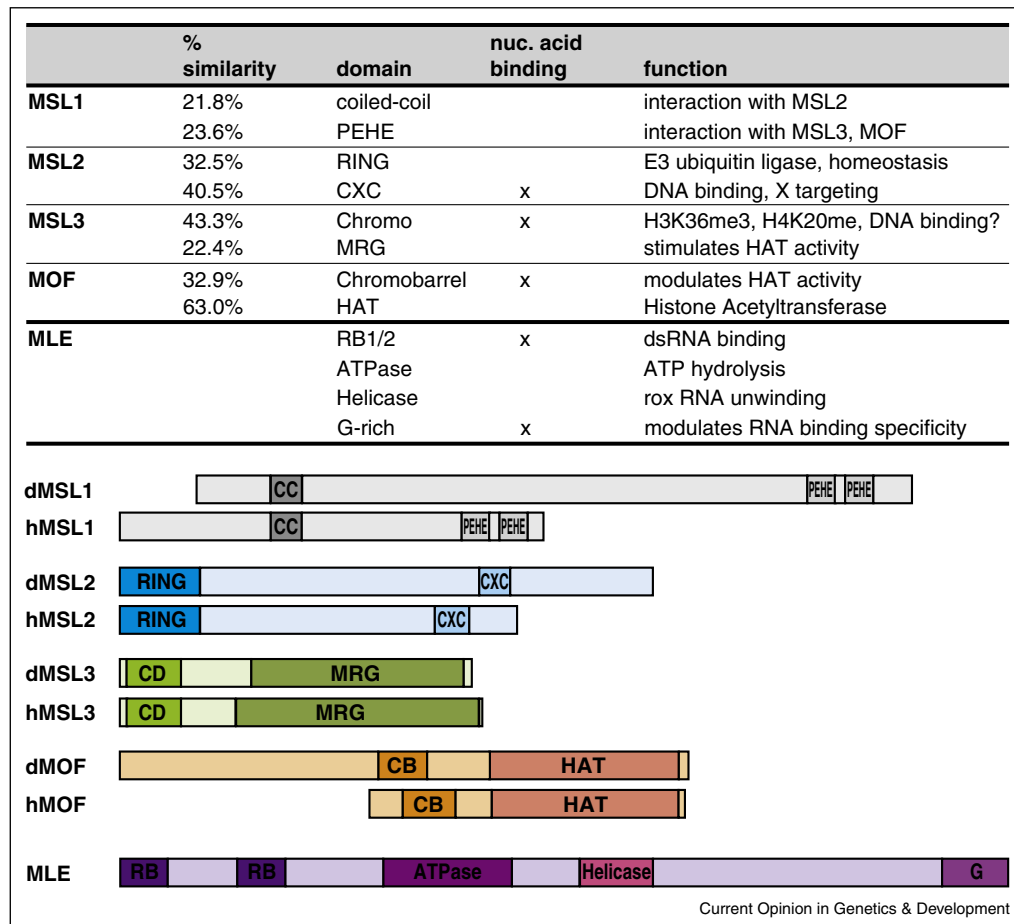 % similarity domain nuc. acid binding function
MSL1 21.8% coiled-coil interaction with MSL2
23.6% PEHE interaction with MSL3, MOF
MSL2 32.5% RING E3 ubiquitin ligase, homeostasis
40.5% CXC x DNA binding, X targeting
MSL3 43.3% Chromo x H3K36me3, H4K20me, DNA binding?
22.4% MRG stimulates HAT activity
MOF 32.9% Chromobarrel x modulates HAT activity
63.0% HAT Histone Acetyltransferase
MLE RB1/2 x dsRNA binding
ATPase ATP hydrolysis
Helicase rox RNA unwinding
G-rich x modulates RNA binding specificity
dMSL1 CC PEHE PEHE
hMSL1 CC PEHE PEHE
dMSL2 RING CXC
hMSL2 RING CXC
dMSL3 CD MRG
hMSL3 CD MRG
dMOF CB HAT
hMOF CB HAT
MLE RB RB ATPase Helicase G
Current Opinion in Genetics & Development